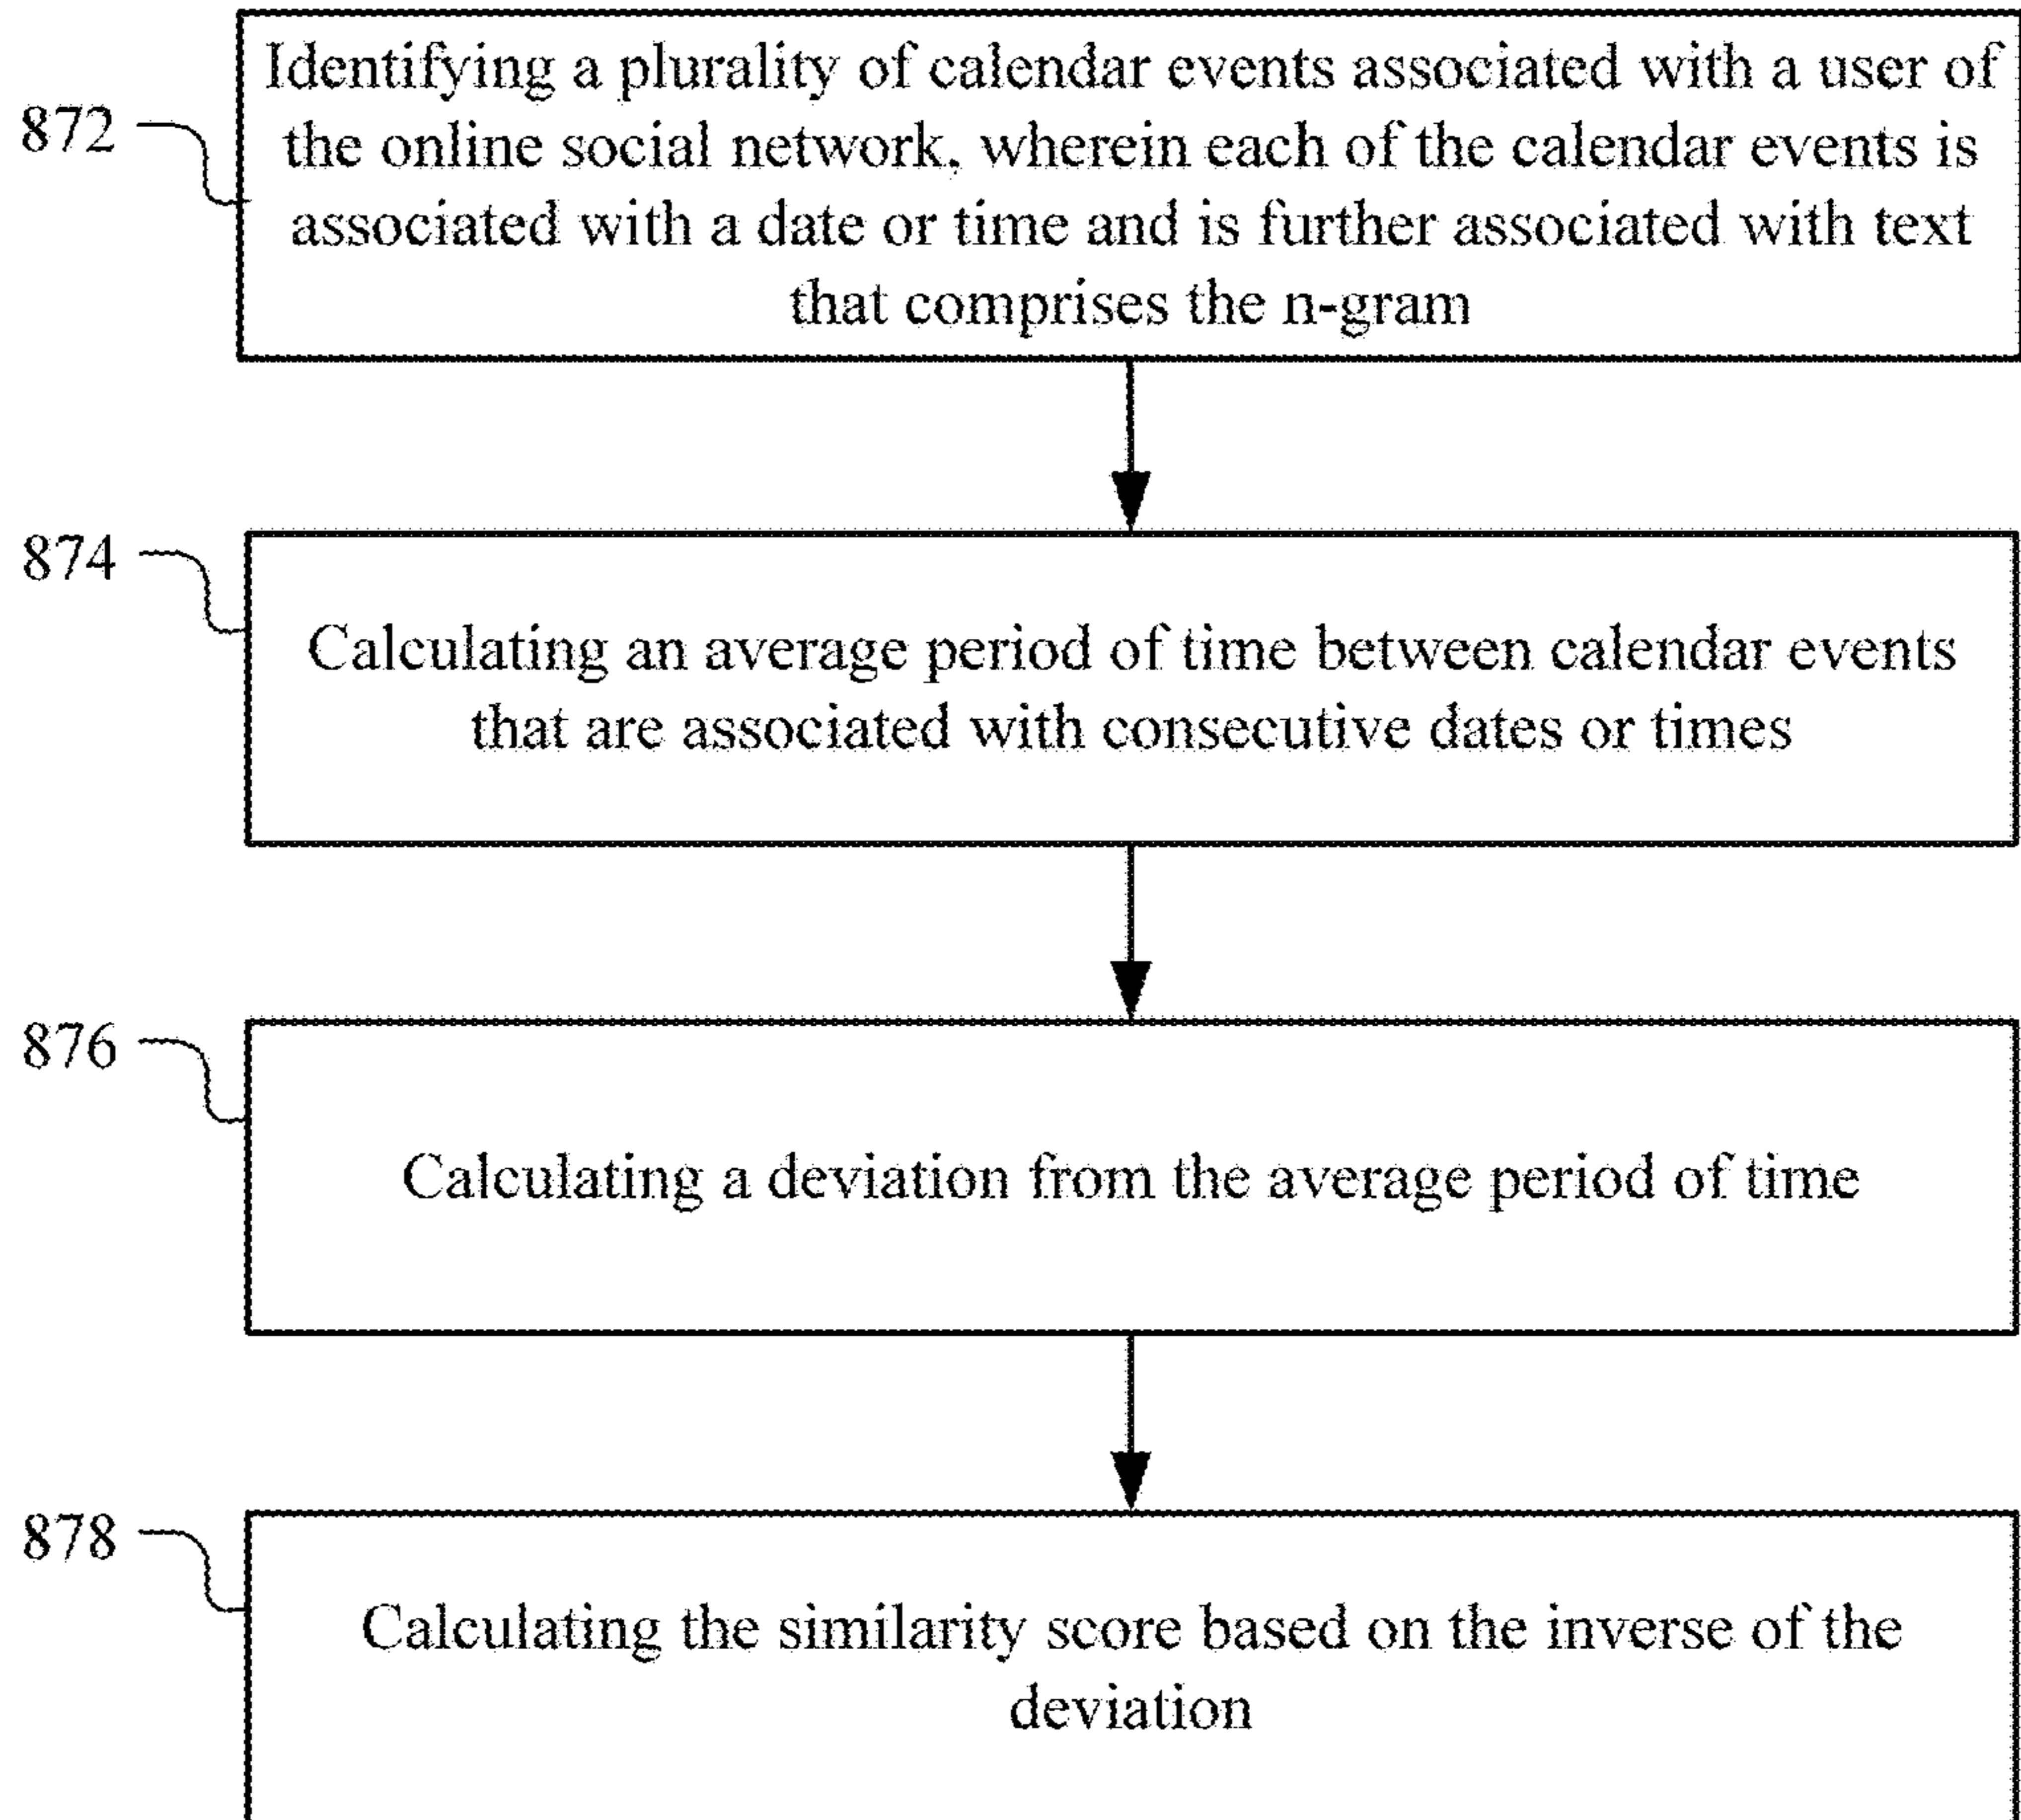 872
Identifying a plurality of calendar events associated with a user of
the online social network, wherein each of the calendar events is
associated with a date or time and is further associated with text
that comprises the n-gram
874
Calculating an average period of time between calendar events
that are associated with consecutive dates or times
876
Calculating a deviation from the average period of time
878
Calculating the similarity score based on the inverse of the
deviation